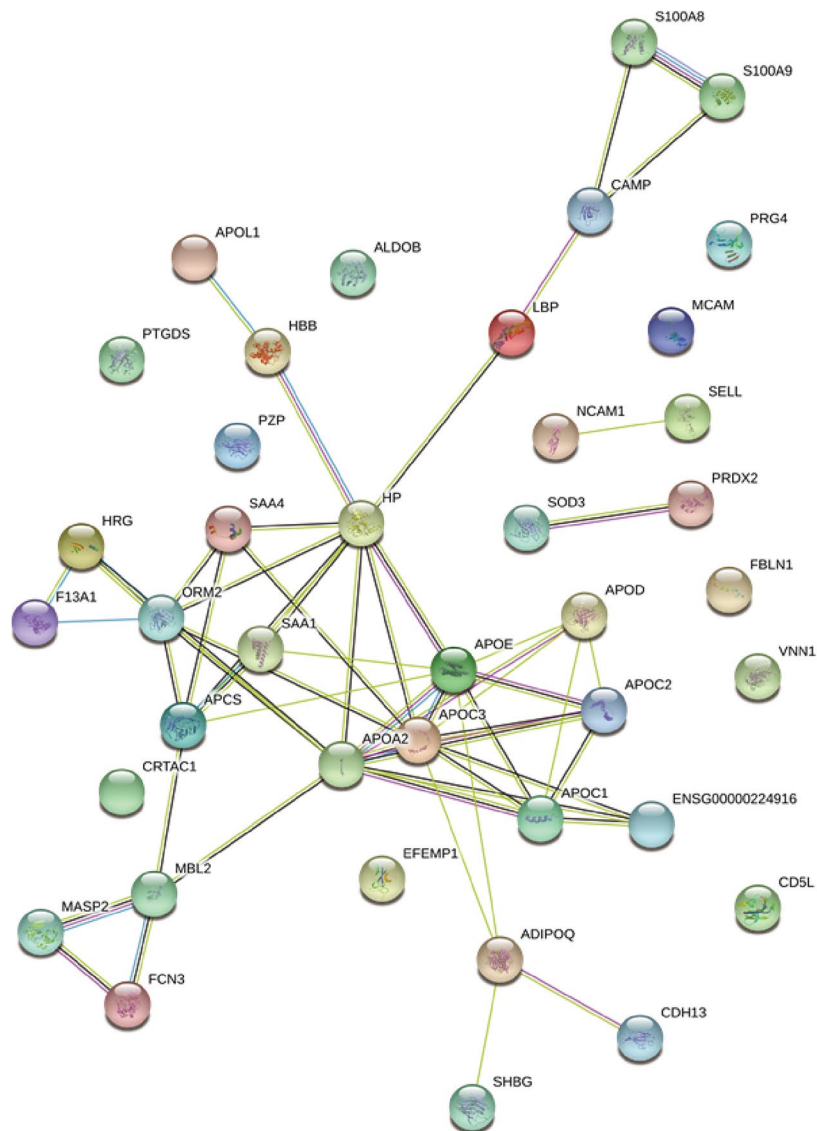 S100A8
S100A9
CAMP
PRG4
APOL1
ALDOB
LBP
MCAM
HBB
PTGDS
SELL
NCAM1
PZP
PRDX2
HP
SAA4
SOD3
HRG
FBLN1
ORM2
F13A1
APOD
SAA1
APOE
VNN1
APOC2
APCS
APOC3
APOA2
CRTAC1
APOC1
ENSG00000224916
EFEMP1
MBL2
CD5L
MASP2
ADIPOQ
FCN3
CDH13
SHBG